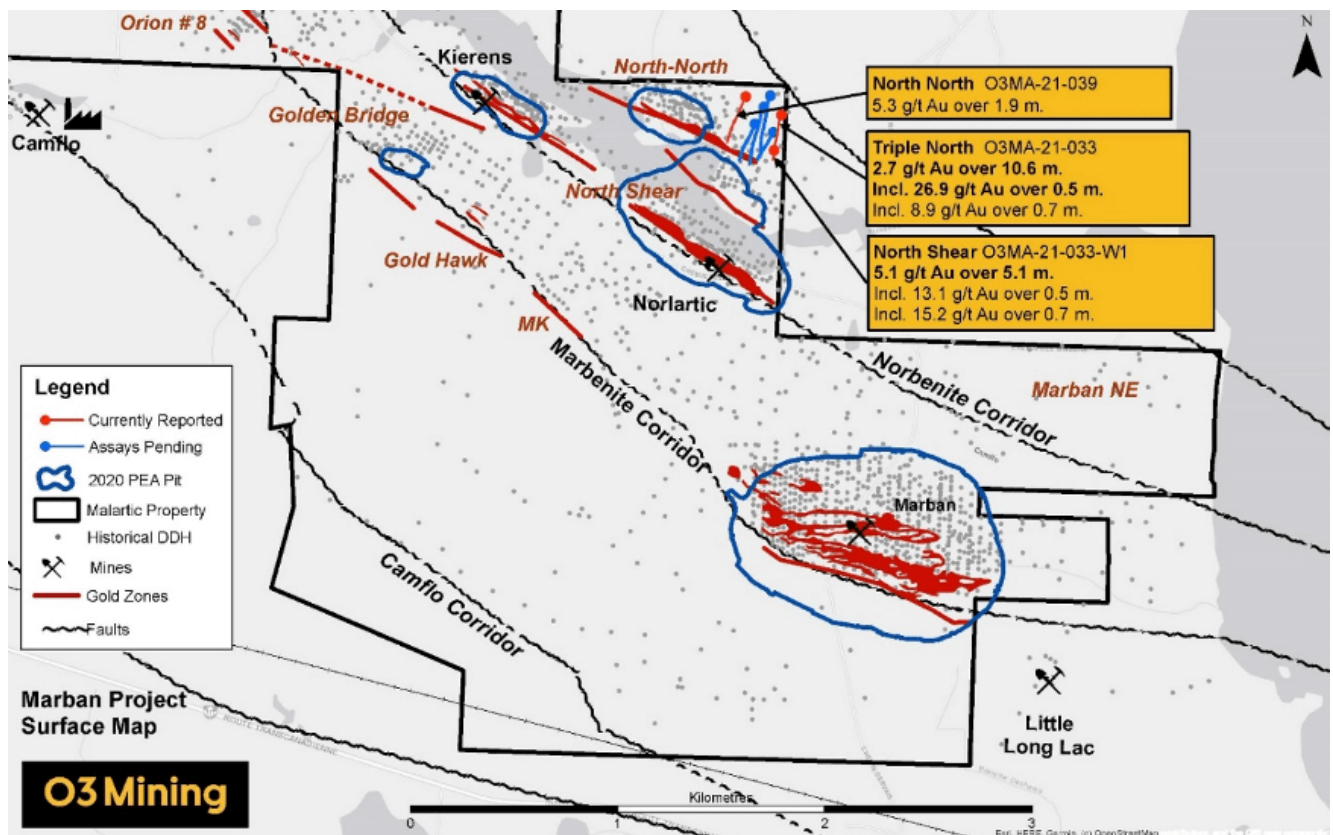 Orion # 8
Kierens
North-North
N
Golden Bridge
Camflo
North North O3MA-21-039
5.3 g/t Au over 1.9 m.
Triple North O3MA-21-033
2.7 g/t Au over 10.6 m.
Incl. 26.9 g/t Au over 0.5 m.
Incl. 8.9 g/t Au over 0.7 m.
North Shear
Gold Hawk
Norlartic
North Shear O3MA-21-033-W1
5.1 g/t Au over 5.1 m.
Incl. 13.1 g/t Au over 0.5 m.
Incl. 15.2 g/t Au over 0.7 m.
MK
Marbenite Corridor
Norbenite Corridor
Marban NE
Legend
Currently Reported
Assays Pending
2020 PEA Pit
Malartic Property
Historical DDH
Mines
Gold Zones
Faults
Marban
Camflo Corridor
Little
Long Lac
Marban Project
Surface Map
ROUTE TRANSCANADIENNE
O3 Mining
Kilometres
0 1 2 3
Esri, HERE, Garmin, (c) OpenStreetMap